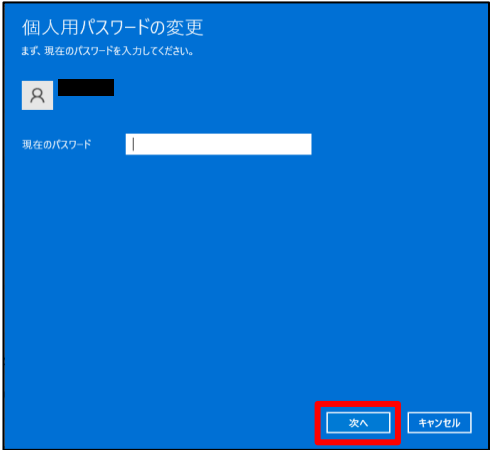 個人用パスワードの変更
まず、現在のパスワードを入力してください。
現在のパスワード
次へ
キャンセル